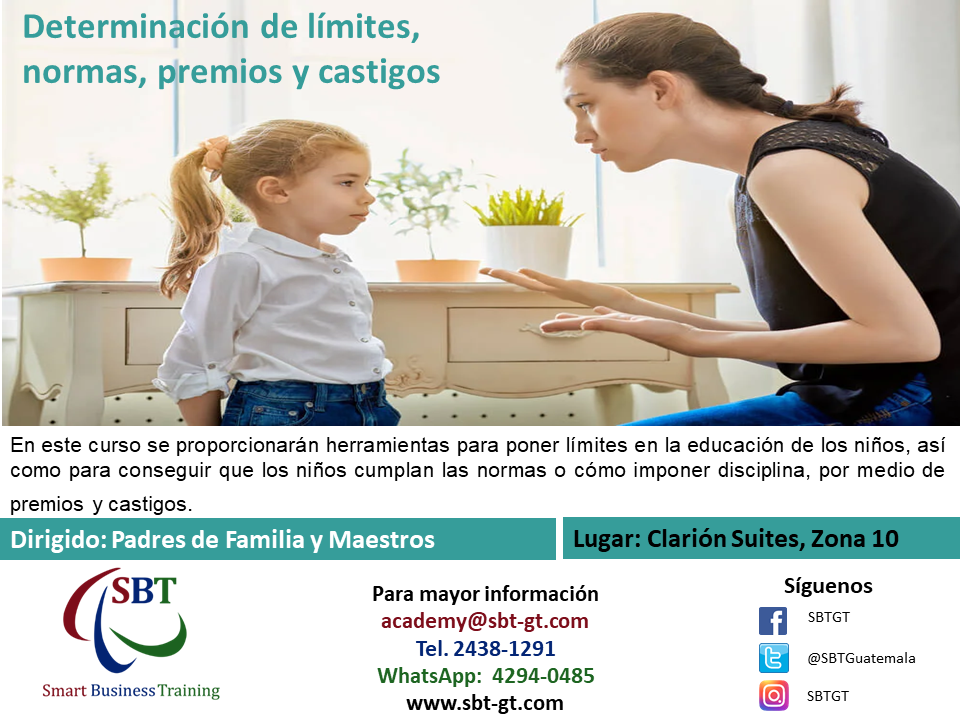 Determinación de límites,
normas, premios y castigos
En este curso se proporcionarán herramientas para poner límites en la educación de los niños, así
como para conseguir que los niños cumplan las normas o cómo imponer disciplina, por medio de
premios y castigos.
Dirigido: Padres de Familia y Maestros
Lugar: Clarión Suites, Zona 10
SBT
Smart Business Training
Para mayor información
academy@sbt-gt.com
Tel. 2438-1291
WhatsApp: 4294-0485
www.sbt-gt.com
Síguenos
SBTGT
@SBTGuatemala
SBTGT